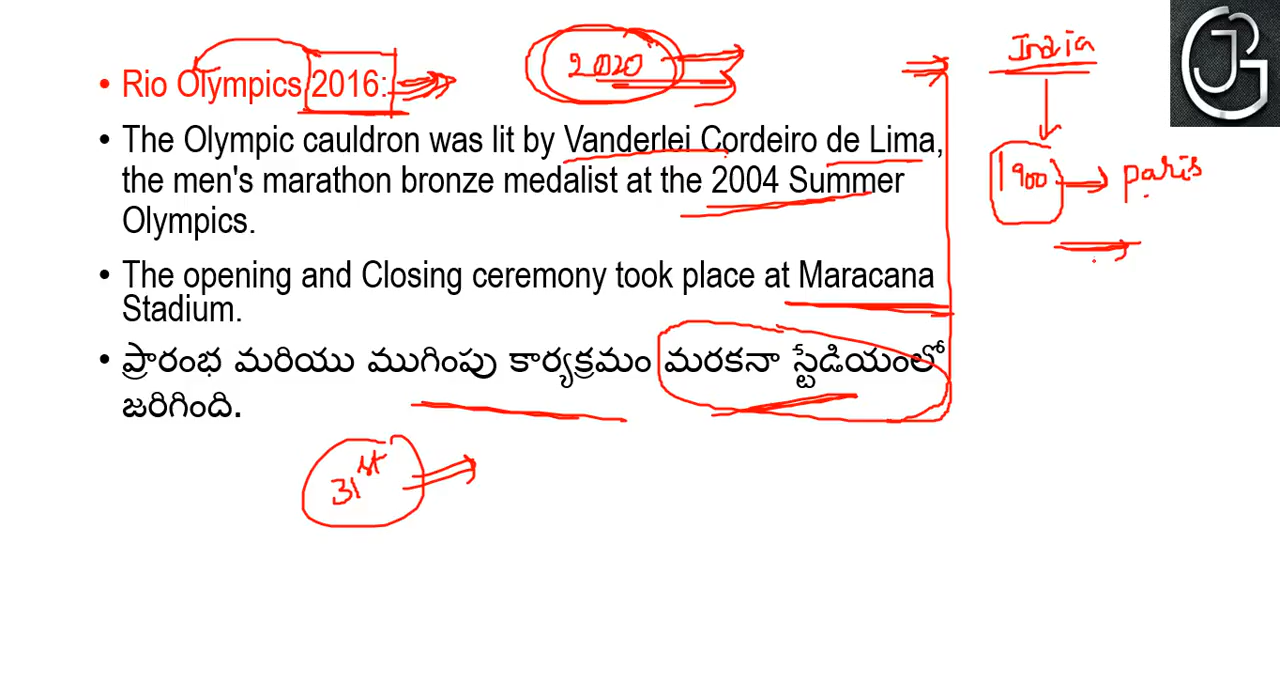 Rio Olympics 2016:
2020
India
1900 paris
The Olympic cauldron was lit by Vanderlei Cordeiro de Lima,
the men's marathon bronze medalist at the 2004 Summer
Olympics.
The opening and Closing ceremony took place at Maracana
Stadium.
ప్రారంభ మరియు ముగింపు కార్యక్రమం మరకనా స్టేడియంలో
జరిగింది.
31st